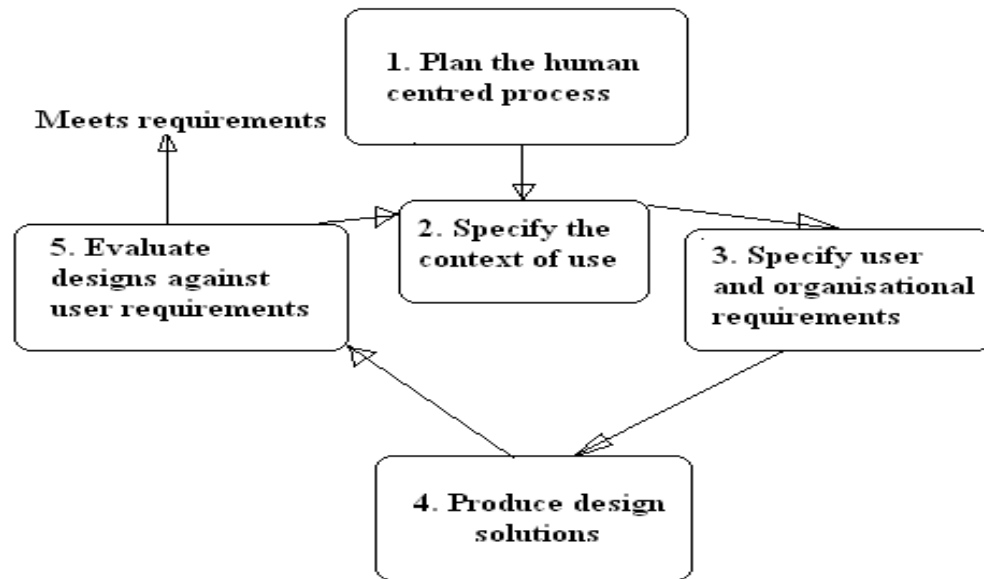 1. Plan the human
centred process
Meets requirements
2. Specify the
context of use
3. Specify user
and organisational
requirements
4. Produce design
solutions
5. Evaluate
designs against
user requirements